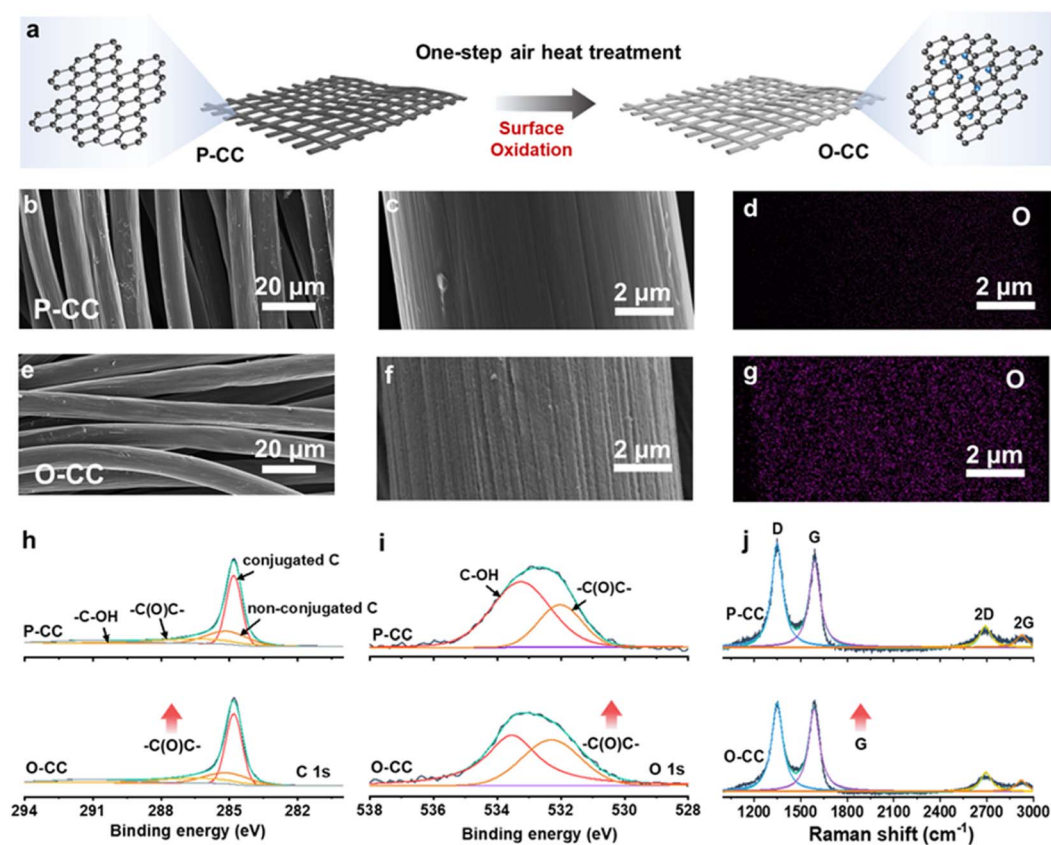 a
One-step air heat treatment
Surface
Oxidation
P-CC
O-CC
b
20 μm
P-CC
c
2 μm
d
O
2 μm
e
20 μm
O-CC
f
2 μm
g
O
2 μm
h
conjugated C
-C(O)C-
-C-OH
non-conjugated C
P-CC
-C(O)C-
O-CC
C 1s
294 291 288 285 282
Binding energy (eV)
i
C-OH
-C(O)C-
P-CC
-C(O)C-
O-CC
O 1s
538 536 534 532 530 528
Binding energy (eV)
j
D
G
P-CC
2D
2G
G
O-CC
1200 1500 1800 2100 2400 2700 3000
Raman shift (cm⁻¹)